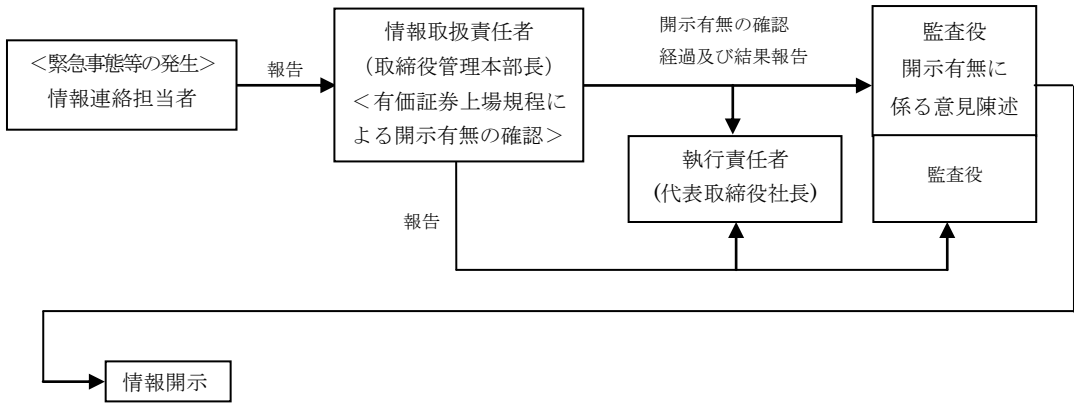 ＜緊急事態等の発生＞
情報連絡担当者
報告
情報取扱責任者
（取締役管理本部長）
＜有価証券上場規程に
よる開示有無の確認＞
開示有無の確認
経過及び結果報告
監査役
開示有無に
係る意見陳述
執行責任者
(代表取締役社長)
監査役
報告
情報開示